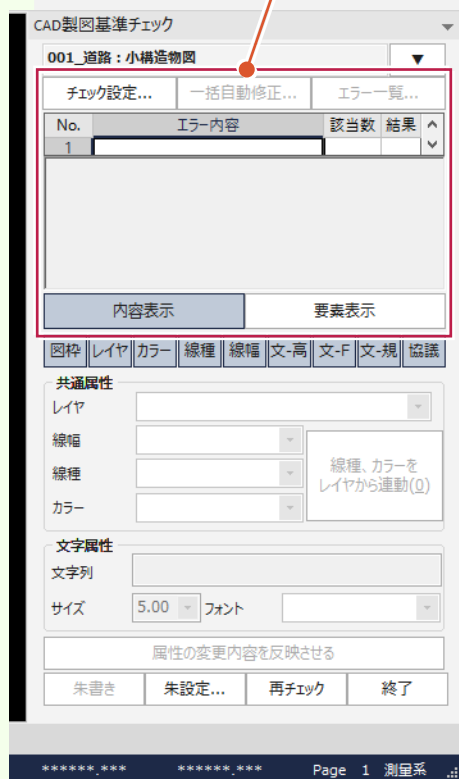 CAD製図基準チェック
001_道路：小構造物図
チェック設定... 一括自動修正... エラー一覧...
No. エラー内容 該当数 結果
1
内容表示 要素表示
図枠 レイヤ カラー 線種 線幅 文-高 文-F 文-規 協議
共通属性
レイヤ
線幅
線種
カラー
線種、カラーを
レイヤから連動(0)
文字属性
文字列
サイズ 5.00 フォント
属性の変更内容を反映させる
朱書き 朱設定... 再チェック 終了
******.*** ******.*** Page 1 測量系